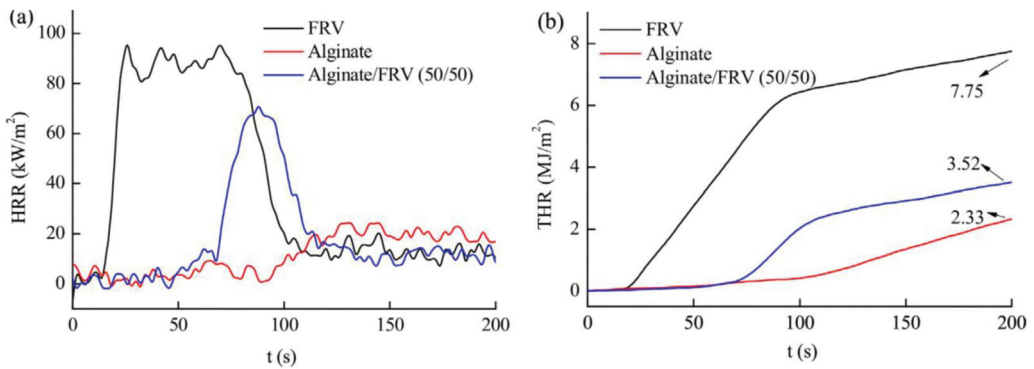 (a)
FRV
Alginate
Alginate/FRV (50/50)
HRR (kW/m²)
100
80
60
40
20
0
0 50 100 150 200
t (s)
(b)
FRV
Alginate
Alginate/FRV (50/50)
THR (MJ/m²)
8
6
4
2
0
7.75
3.52
2.33
0 50 100 150 200
t (s)